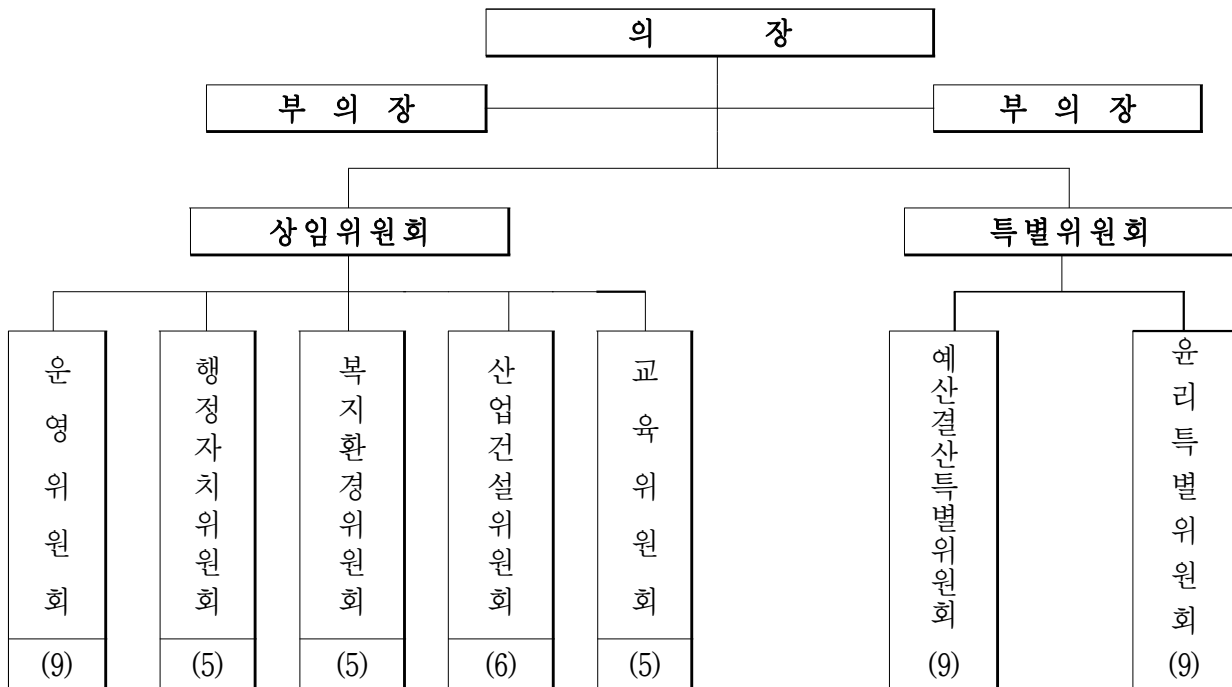 의 장
부 의 장
부 의 장
상임위원회
특별위원회
운영위원회
행정자치위원회
복지환경위원회
산업건설위원회
교육위원회
예산결산특별위원회
윤리특별위원회
(9)
(5)
(5)
(6)
(5)
(9)
(9)